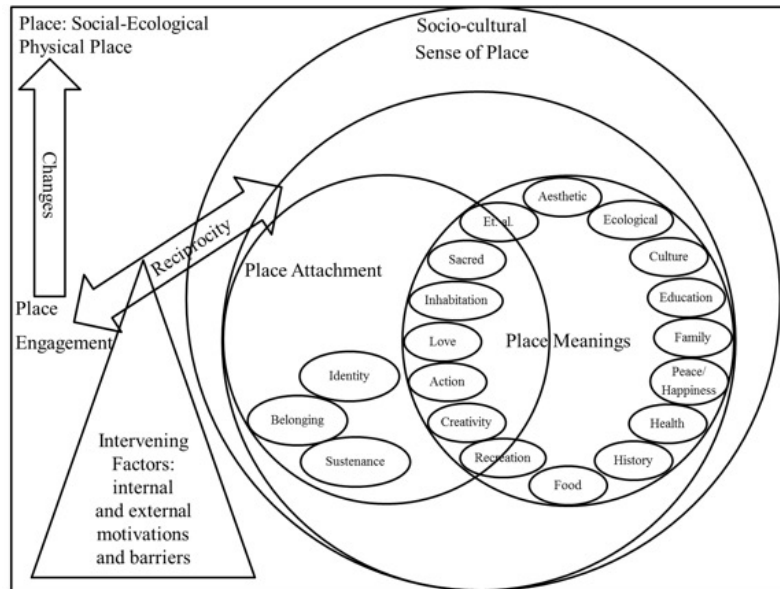 Place: Social-Ecological
Physical Place
Changes
Reciprocity
Place
Engagement
Intervening
Factors:
internal
and external
motivations
and barriers
Socio-cultural
Sense of Place
Place Attachment
Identity
Belonging
Sustenance
Place Meanings
Aesthetic
Ecological
Culture
Education
Family
Peace/
Happiness
Health
History
Food
Recreation
Creativity
Action
Love
Inhabitation
Sacred
Et. al.